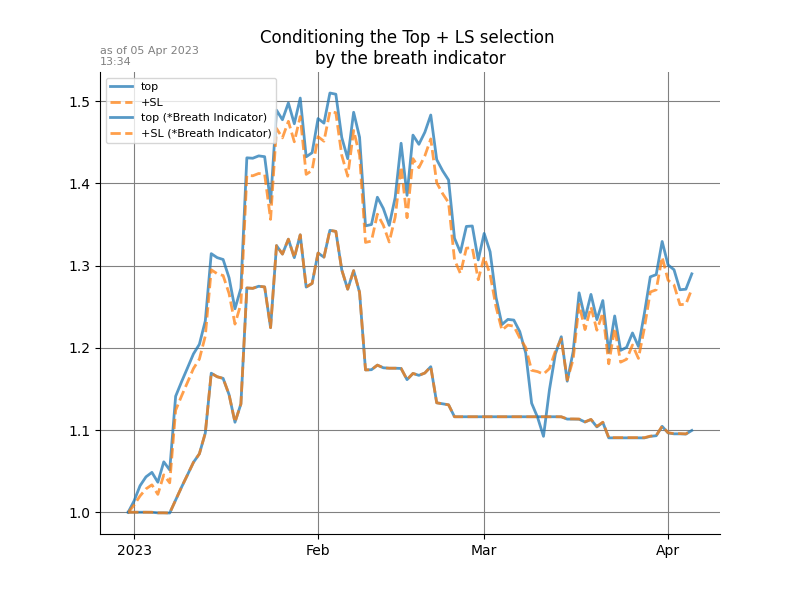 Conditioning the Top + LS selection
by the breath indicator
as of 05 Apr 2023
13:34
top
+SL
top (*Breath Indicator)
+SL (*Breath Indicator)
1.5
1.4
1.3
1.2
1.1
1.0
2023 Feb Mar Apr